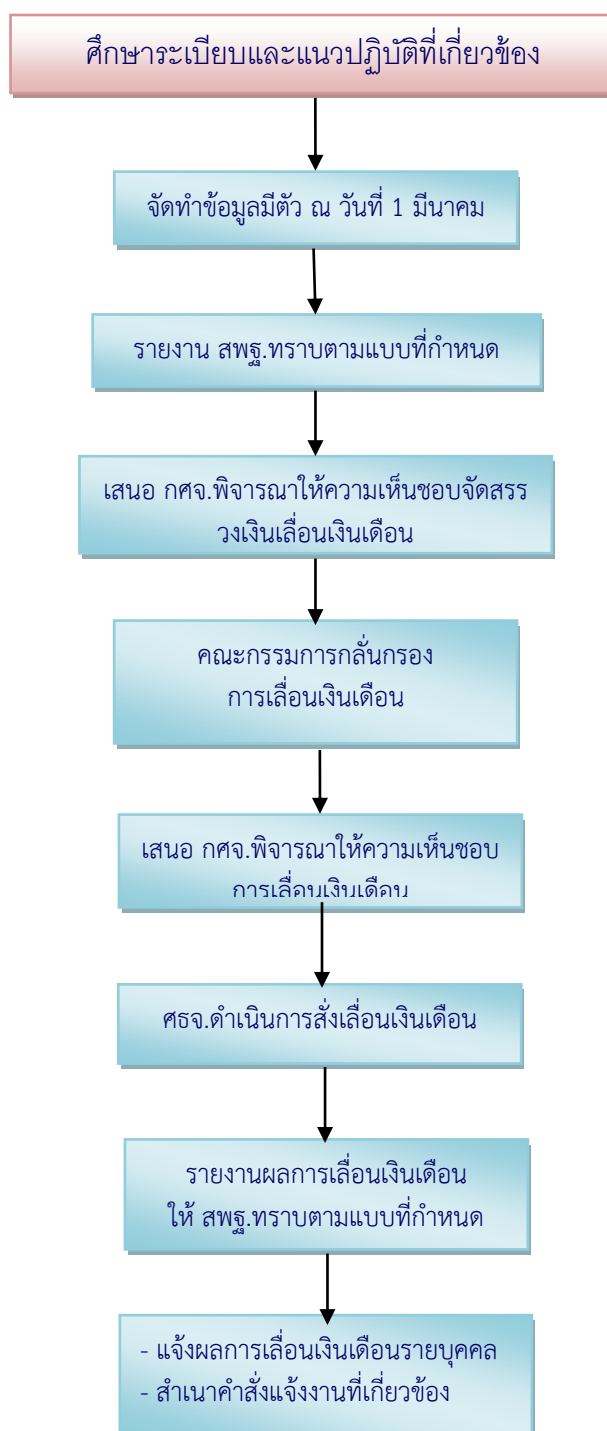 ศึกษาระเบียบและแนวปฏิบัติที่เกี่ยวข้อง
จัดทำข้อมูลมีตัว ณ วันที่ 1 มีนาคม
รายงาน สพฐ.ทราบตามแบบที่กำหนด
เสนอ กศจ.พิจารณาให้ความเห็นชอบจัดสรร
วงเงินเลื่อนเงินเดือน
คณะกรรมการกลั่นกรอง
การเลื่อนเงินเดือน
เสนอ กศจ.พิจารณาให้ความเห็นชอบ
การเลื่อนเงินเดือน
ศธจ.ดำเนินการสั่งเลื่อนเงินเดือน
รายงานผลการเลื่อนเงินเดือน
ให้ สพฐ.ทราบตามแบบที่กำหนด
- แจ้งผลการเลื่อนเงินเดือนรายบุคคล
- สำเนาคำสั่งแจ้งงานที่เกี่ยวข้อง